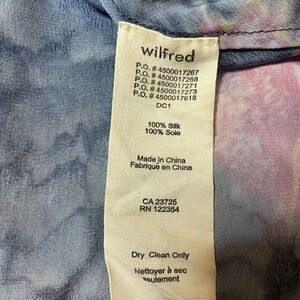 wilfred
P.O. # 4500017267
P.O. # 4500017268
P.O. # 4500017271
P.O. # 4500017273
P.O. # 4500017618
DC1
100% Silk
100% Soie
Made in China
Fabriqué en Chine
CA 23725
RN 122354
Dry Clean Only
Nettoyer à sec
seulement